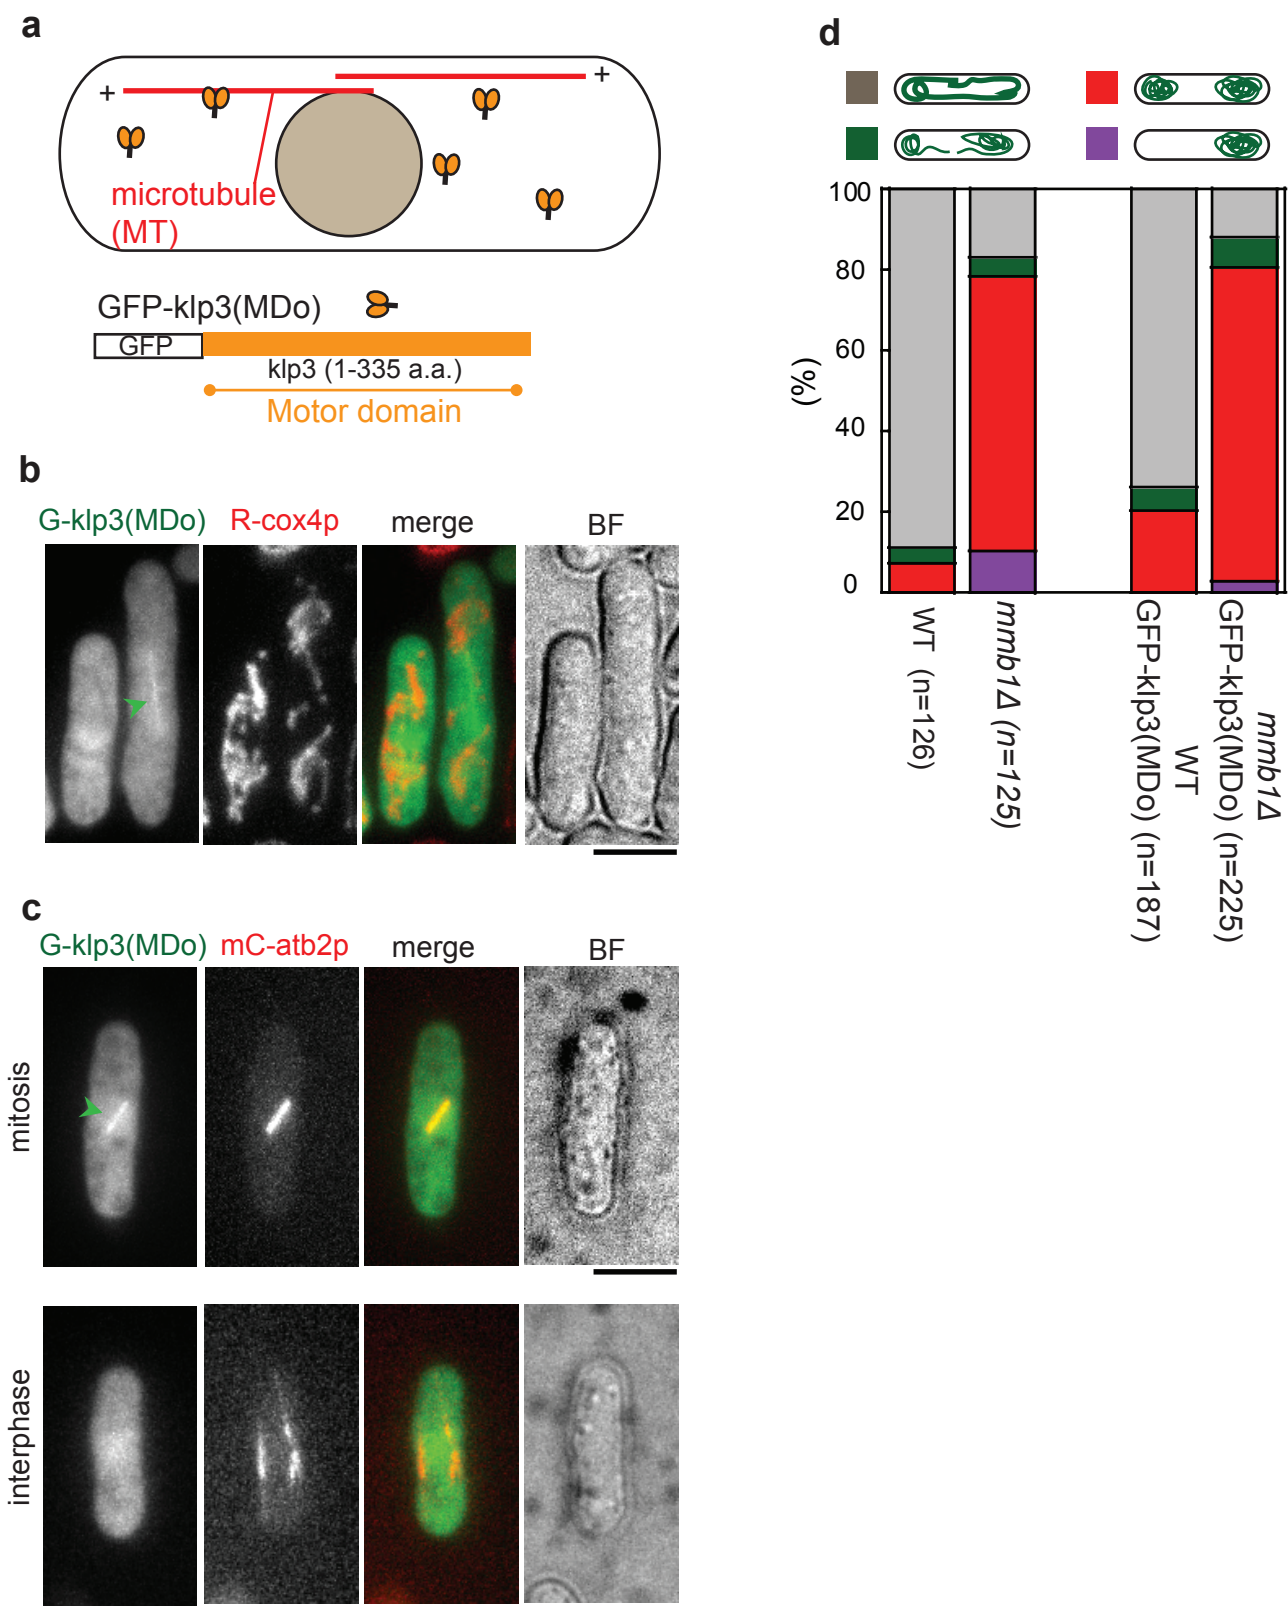 a
+
+
microtubule
(MT)
GFP-klp3(MDo)
GFP
klp3 (1-335 a.a.)
Motor domain
b
G-klp3(MDo)
R-cox4p
merge
BF
c
G-klp3(MDo)
mC-atb2p
merge
BF
mitosis
interphase
d
100
80
60
40
20
0
(%)
WT (n=126)
mmb1Δ (n=125)
WT
GFP-klp3(MDo) (n=187)
mmb1Δ
GFP-klp3(MDo) (n=225)